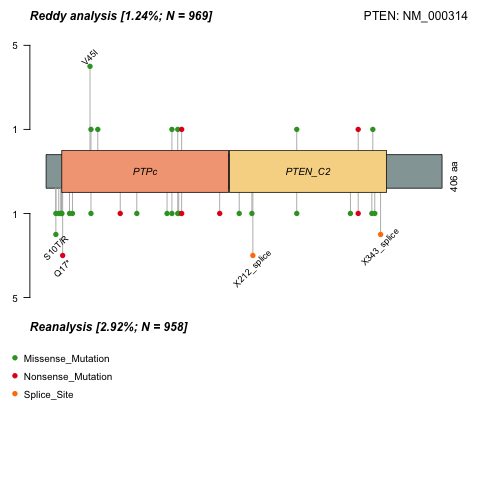 Reddy analysis [1.24%; N = 969]
PTEN: NM_000314
5
V45I
1
PTPc
PTEN_C2
406 aa
1
S10T/R
Q17*
X212_splice
X343_splice
5
Reanalysis [2.92%; N = 958]
Missense_Mutation
Nonsense_Mutation
Splice_Site